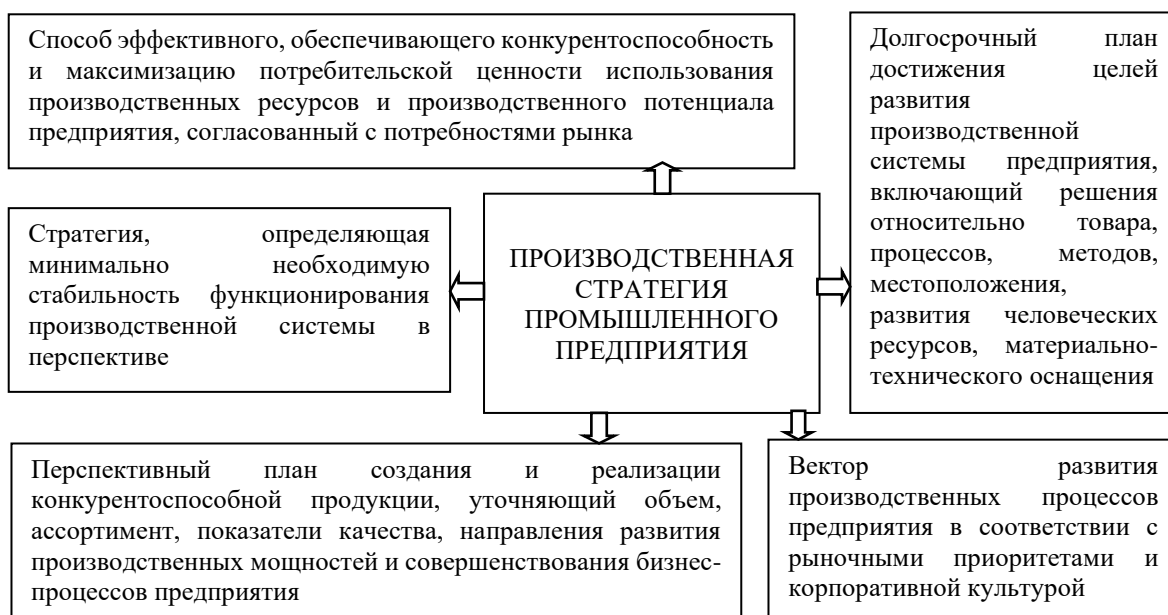 Способ эффективного, обеспечивающего конкурентоспособность
и максимизацию потребительской ценности использования
производственных ресурсов и производственного потенциала
предприятия, согласованный с потребностями рынка
Долгосрочный план
достижения целей
развития
производственной
системы предприятия,
включающий решения
относительно товара,
процессов, методов,
местоположения,
развития человеческих
ресурсов, материально-
технического оснащения
Стратегия, определяющая
минимально необходимую
стабильность функционирования
производственной системы в
перспективе
ПРОИЗВОДСТВЕННАЯ
СТРАТЕГИЯ
ПРОМЫШЛЕННОГО
ПРЕДПРИЯТИЯ
Перспективный план создания и реализации
конкурентоспособной продукции, уточняющий объем,
ассортимент, показатели качества, направления развития
производственных мощностей и совершенствования бизнес-
процессов предприятия
Вектор развития
производственных процессов
предприятия в соответствии с
рыночными приоритетами и
корпоративной культурой